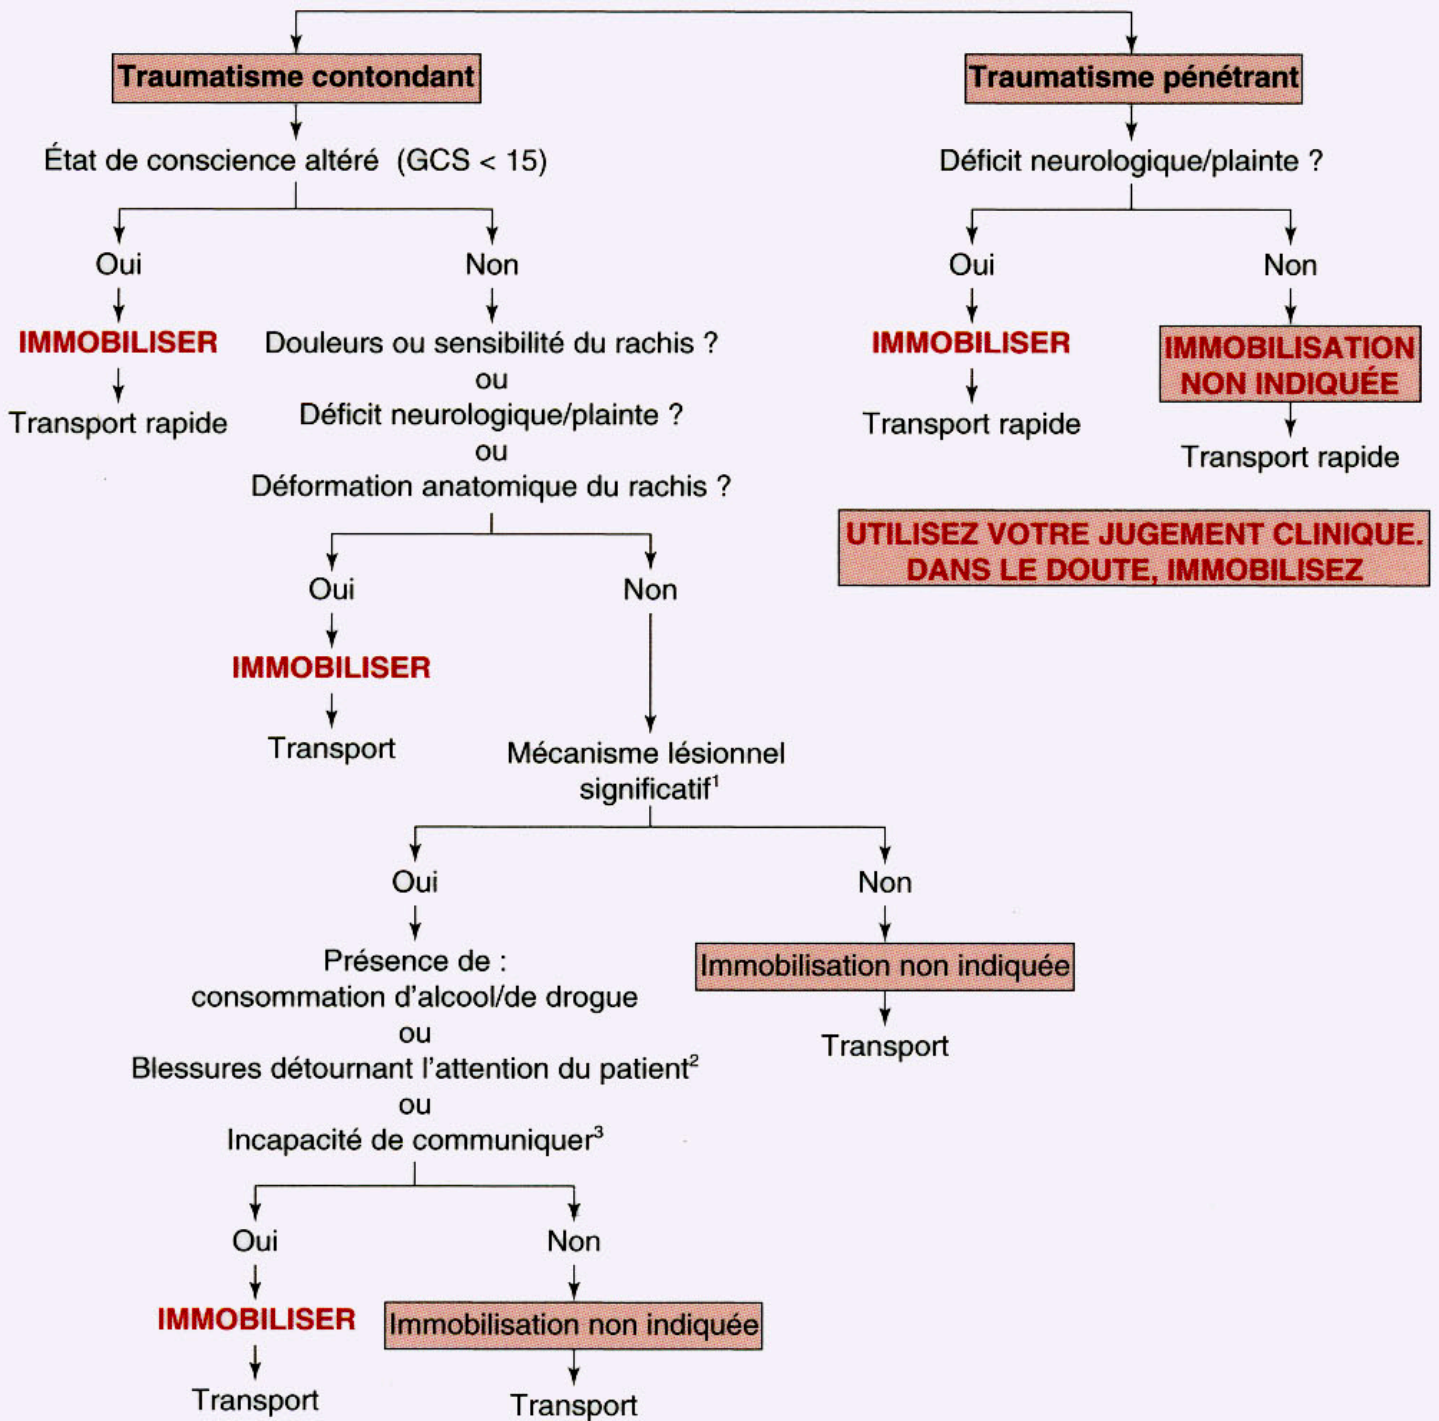 Traumatisme contondant
Traumatisme pénétrant
État de conscience altéré (GCS < 15)
Déficit neurologique/plainte ?
Oui
Non
Oui
Non
IMMOBILISER
Douleurs ou sensibilité du rachis ?
IMMOBILISER
IMMOBILISATION
NON INDIQUÉE
ou
Transport rapide
Déficit neurologique/plainte ?
Transport rapide
Transport rapide
ou
Déformation anatomique du rachis ?
UTILISEZ VOTRE JUGEMENT CLINIQUE.
DANS LE DOUTE, IMMOBILISEZ
Oui
Non
IMMOBILISER
Transport
Mécanisme lésionnel
significatif¹
Oui
Non
Présence de :
consommation d'alcool/de drogue
ou
Blessures détournant l'attention du patient²
ou
Incapacité de communiquer³
Immobilisation non indiquée
Transport
Oui
Non
IMMOBILISER
Immobilisation non indiquée
Transport
Transport